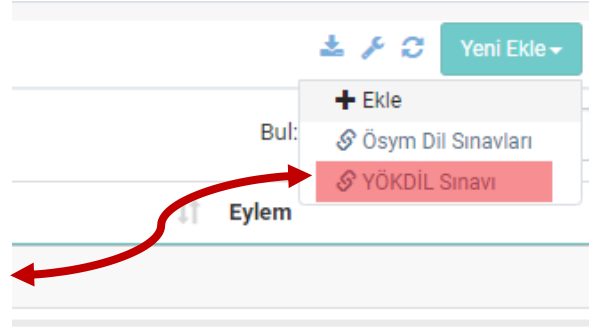 Yeni Ekle
Ekle
Bul:
Ösym Dil Sınavları
YÖKDİL Sınavı
Eylem